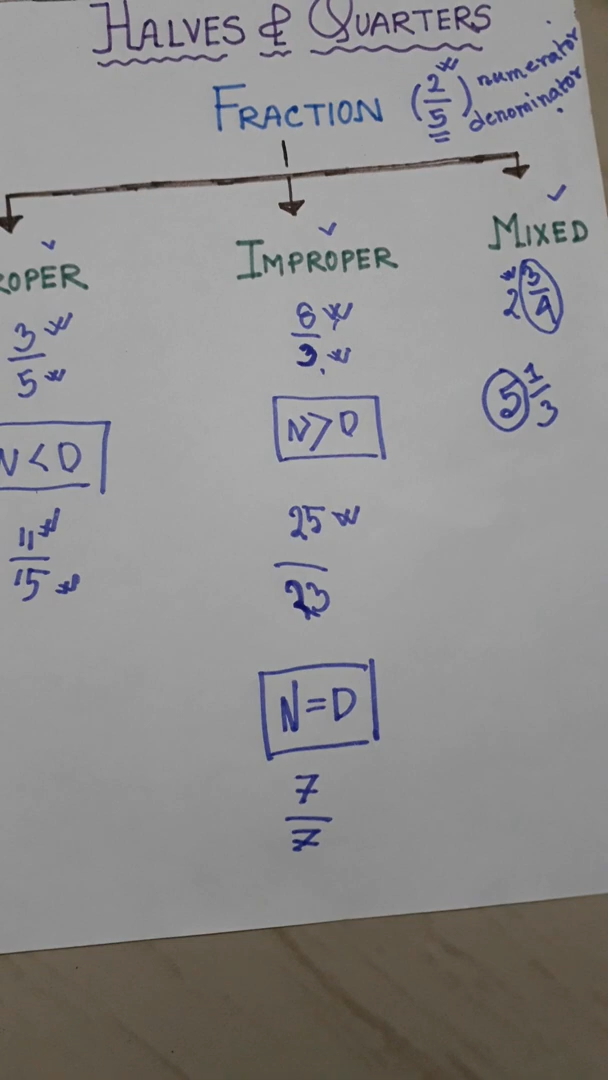 HALVES & QUARTERS
FRACTION (2/5) numerator
denominator
ROPER
3/5
N<D
11/15
IMPROPER
8/3
N>D
25/23
N=D
7/7
MIXED
2 3/4
5 1/3